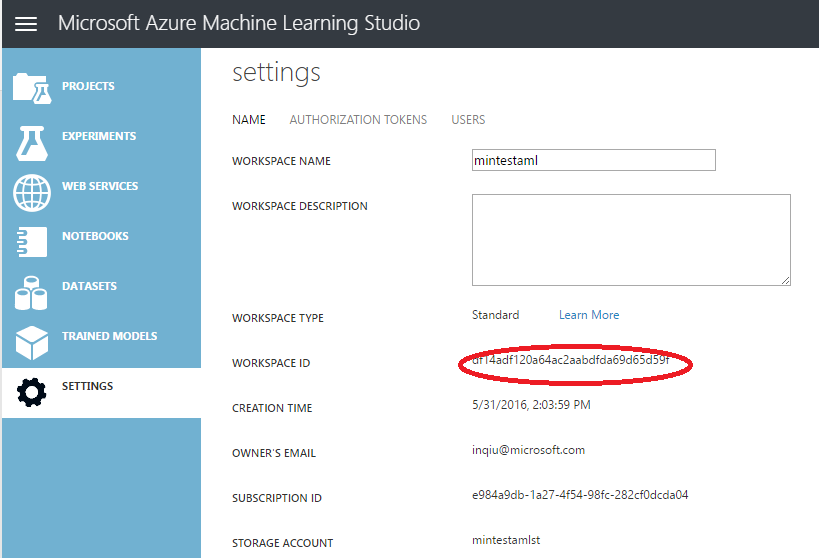 Microsoft Azure Machine Learning Studio
PROJECTS
EXPERIMENTS
WEB SERVICES
NOTEBOOKS
DATASETS
TRAINED MODELS
SETTINGS
settings
NAME AUTHORIZATION TOKENS USERS
WORKSPACE NAME mintestaml
WORKSPACE DESCRIPTION
WORKSPACE TYPE Standard Learn More
WORKSPACE ID df14adf120a64ac2aabdfda69d65d59f
CREATION TIME 5/31/2016, 2:03:59 PM
OWNER'S EMAIL inqiu@microsoft.com
SUBSCRIPTION ID e984a9db-1a27-4f54-98fc-282cf0dcda04
STORAGE ACCOUNT mintestamlst